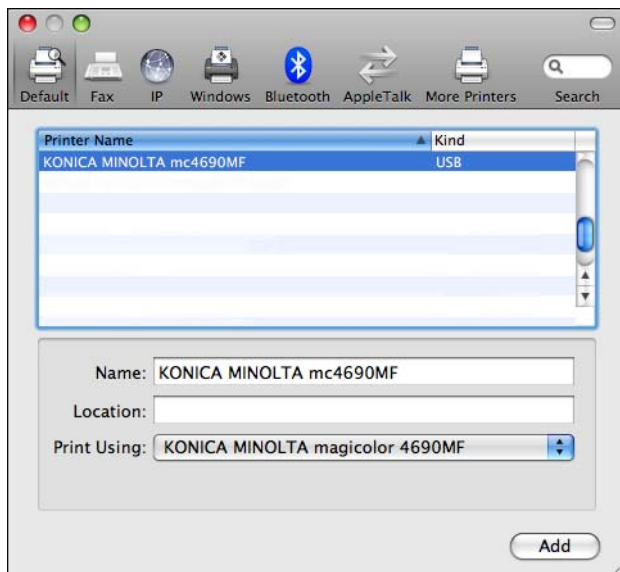 Default Fax IP Windows Bluetooth AppleTalk More Printers Search
Printer Name Kind
KONICA MINOLTA mc4690MF USB
Name: KONICA MINOLTA mc4690MF
Location:
Print Using: KONICA MINOLTA magicolor 4690MF
Add